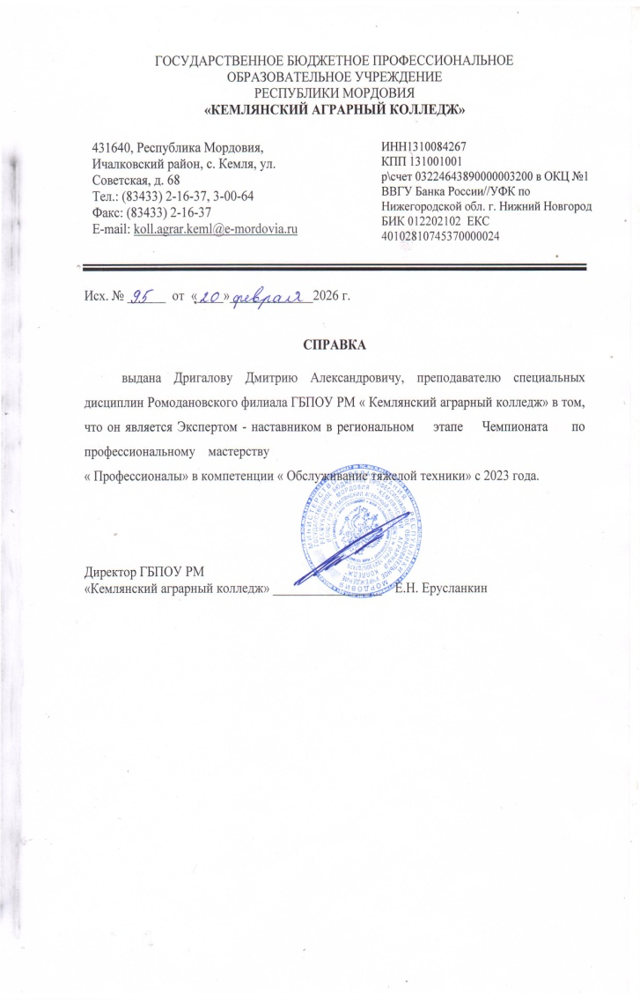 ГОСУДАРСТВЕННОЕ БЮДЖЕТНОЕ ПРОФЕССИОНАЛЬНОЕ
ОБРАЗОВАТЕЛЬНОЕ УЧРЕЖДЕНИЕ
РЕСПУБЛИКИ МОРДОВИЯ
«КЕМЛЯНСКИЙ АГРАРНЫЙ КОЛЛЕДЖ»
431640, Республика Мордовия,
Ичалковский район, с. Кемля, ул.
Советская, д. 68
Тел.: (83433) 2-16-37, 3-00-64
Факс: (83433) 2-16-37
E-mail: koll.agrar.keml@e-mordovia.ru
ИНН1310084267
КПП 131001001
р\счет 03224643890000003200 в ОКЦ №1
ВВГУ Банка России//УФК по
Нижегородской обл. г. Нижний Новгород
БИК 012202102 ЕКС
40102810745370000024
Исх. № 95 от «20» февраля 2026 г.
СПРАВКА
выдана Дригалову Дмитрию Александровичу, преподавателю специальных
дисциплин Ромодановского филиала ГБПОУ РМ « Кемлянский аграрный колледж» в том,
что он является Экспертом - наставником в региональном этапе Чемпионата по
профессиональному мастерству
« Профессионалы» в компетенции « Обслуживание тяжелой техники» с 2023 года.
Директор ГБПОУ РМ
«Кемлянский аграрный колледж» Е.Н. Ерусланкин